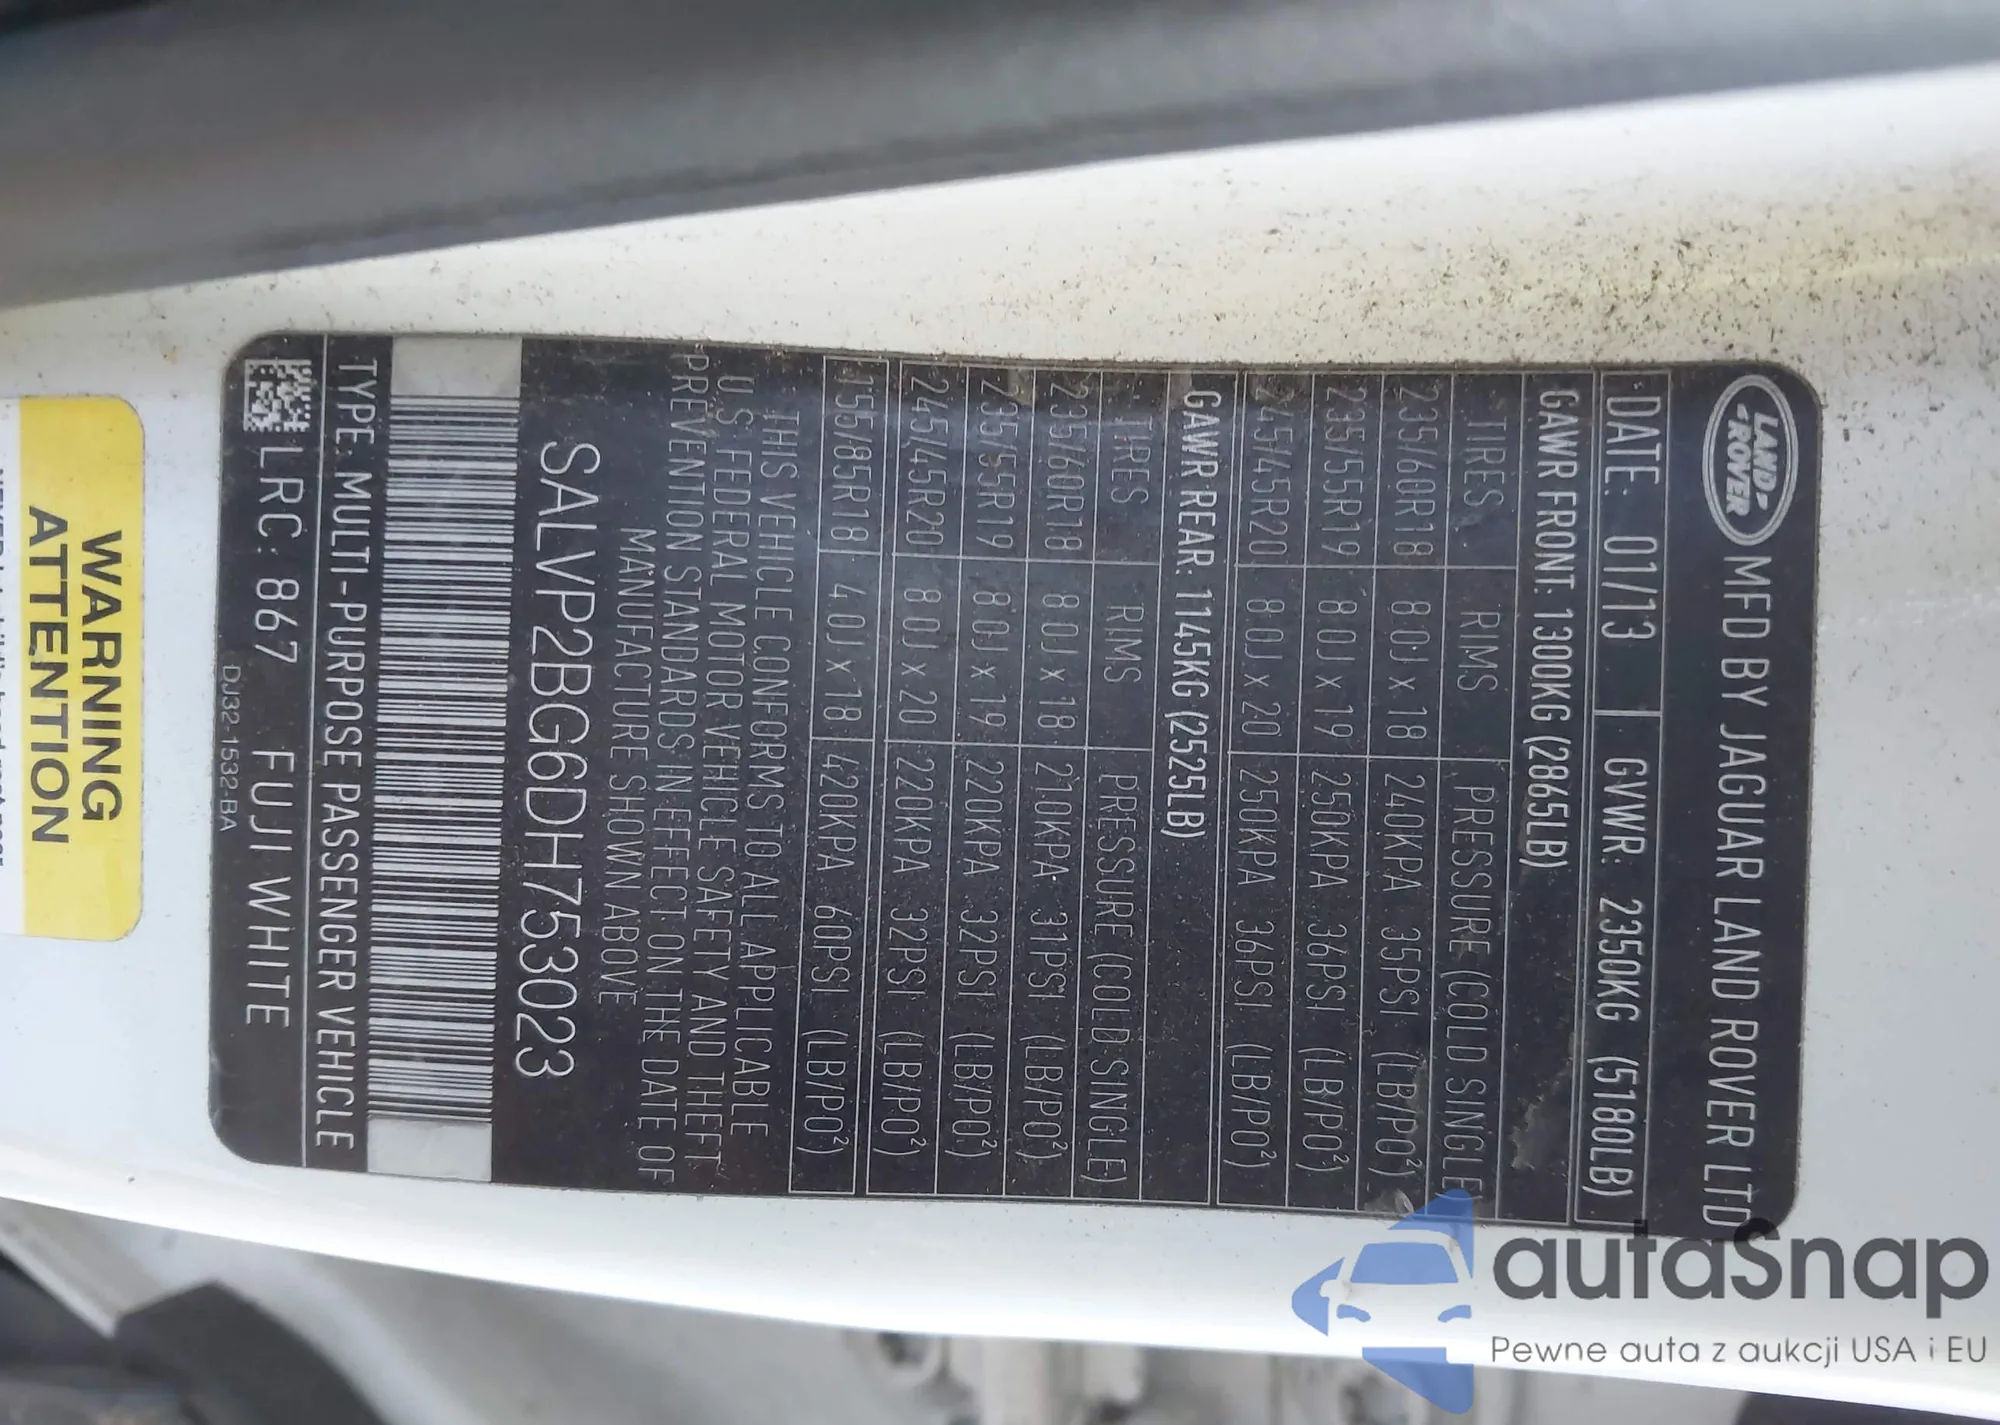 LAND-
-ROVER
MFD BY JAGUAR LAND ROVER LTD
DATE: 01/13 GVWR: 2350KG (5180LB)
GAWR FRONT: 1300KG (2865LB)
TIRES RIMS PRESSURE (COLD SINGLE)
235/60R18 8.0J x 18 240KPA 35PSI (LB/PO²)
235/55R19 8.0J x 19 250KPA 36PSI (LB/PO²)
245/45R20 8.0J x 20 250KPA 36PSI (LB/PO²)
GAWR REAR: 1145KG (2525LB)
TIRES RIMS PRESSURE (COLD SINGLE)
235/60R18 8.0J x 18 210KPA 31PSI (LB/PO²)
235/55R19 8.0J x 19 220KPA 32PSI (LB/PO²)
245/45R20 8.0J x 20 220KPA 32PSI (LB/PO²)
155/85R18 4.0J x 18 420KPA 60PSI (LB/PO²)
THIS VEHICLE CONFORMS TO ALL APPLICABLE
U.S. FEDERAL MOTOR VEHICLE SAFETY AND THEFT
PREVENTION STANDARDS IN EFFECT ON THE DATE OF
MANUFACTURE SHOWN ABOVE
SALVP2BG6DH753023
TYPE: MULTI-PURPOSE PASSENGER VEHICLE
LRC: 867 FUJI WHITE
DJ32-1532-BA
WARNING
ATTENTION
autaSnap
Pewne auta z aukcji USA i EU